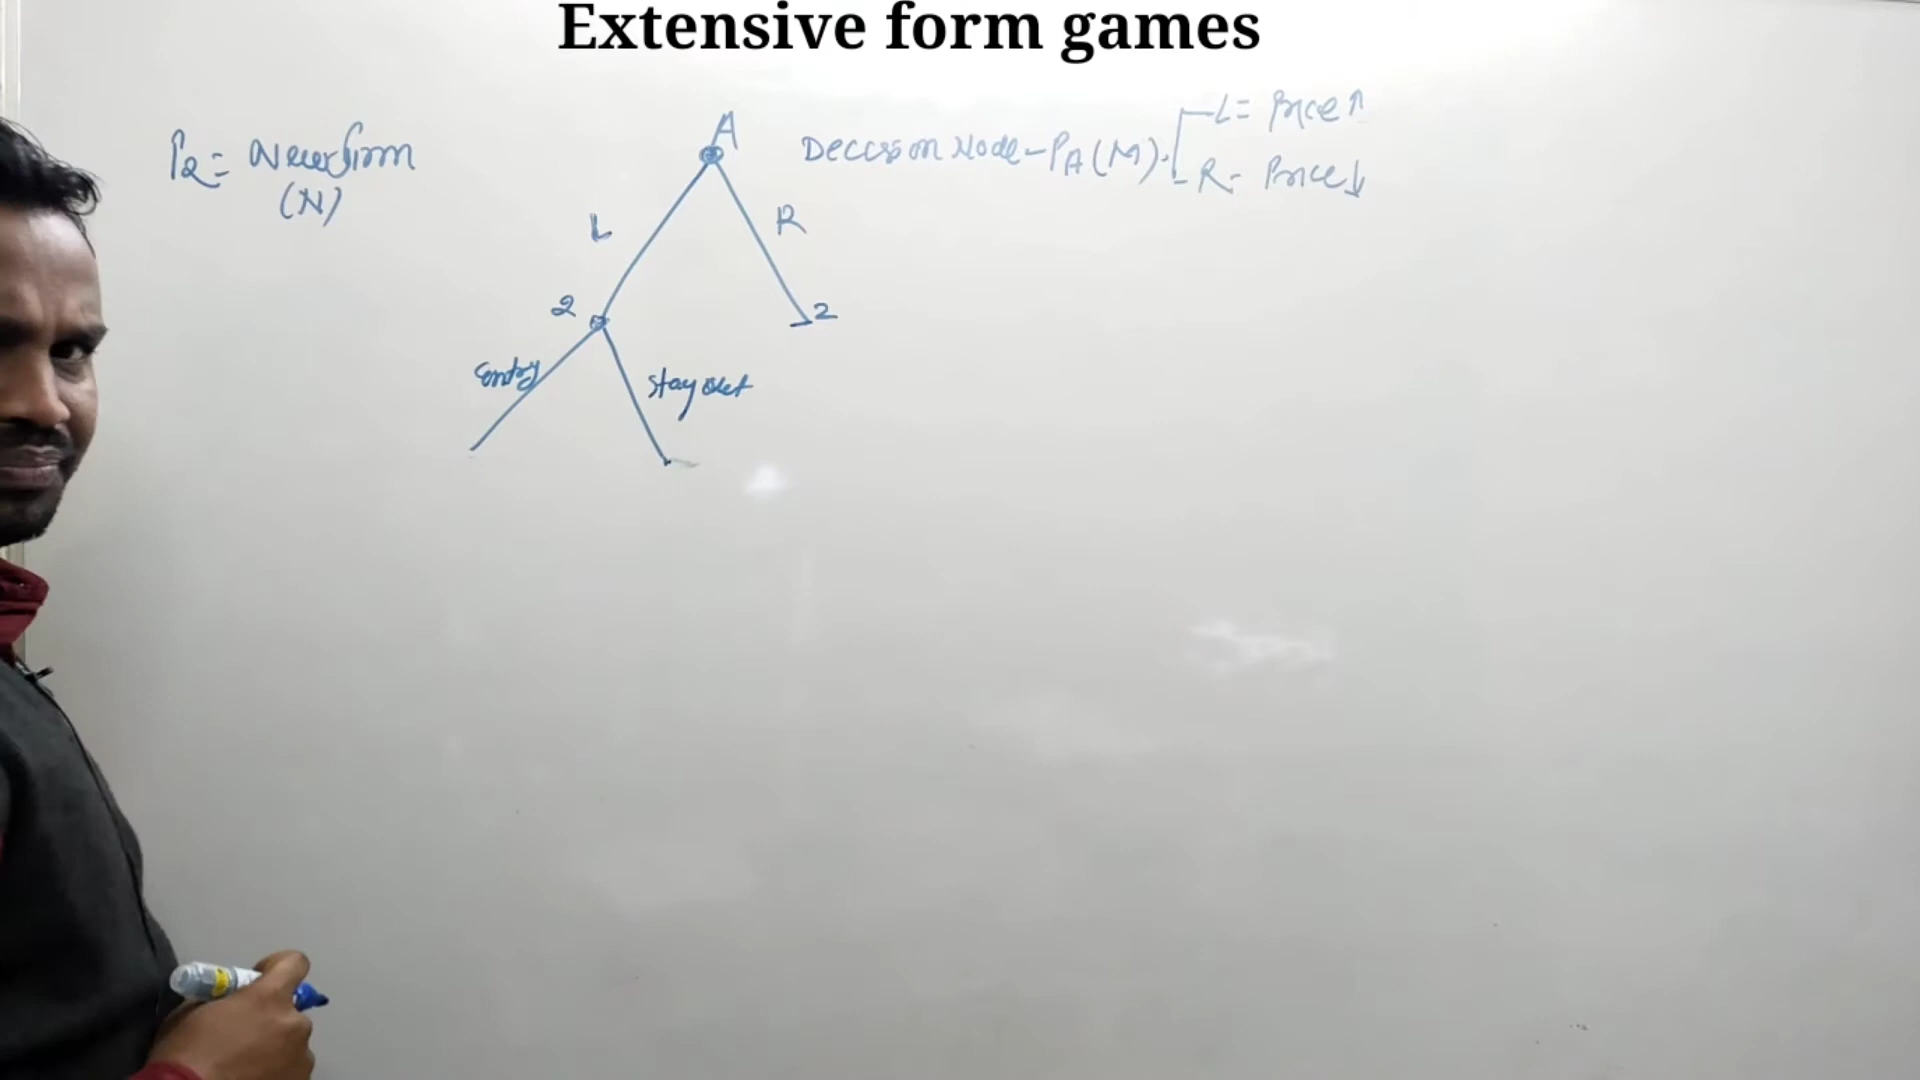 Extensive form games
P2 = New firm
(N)
A
Decision Node - PA (M).
L = Price↑
R - Price↓
L
R
2
2
Entry
Stay out